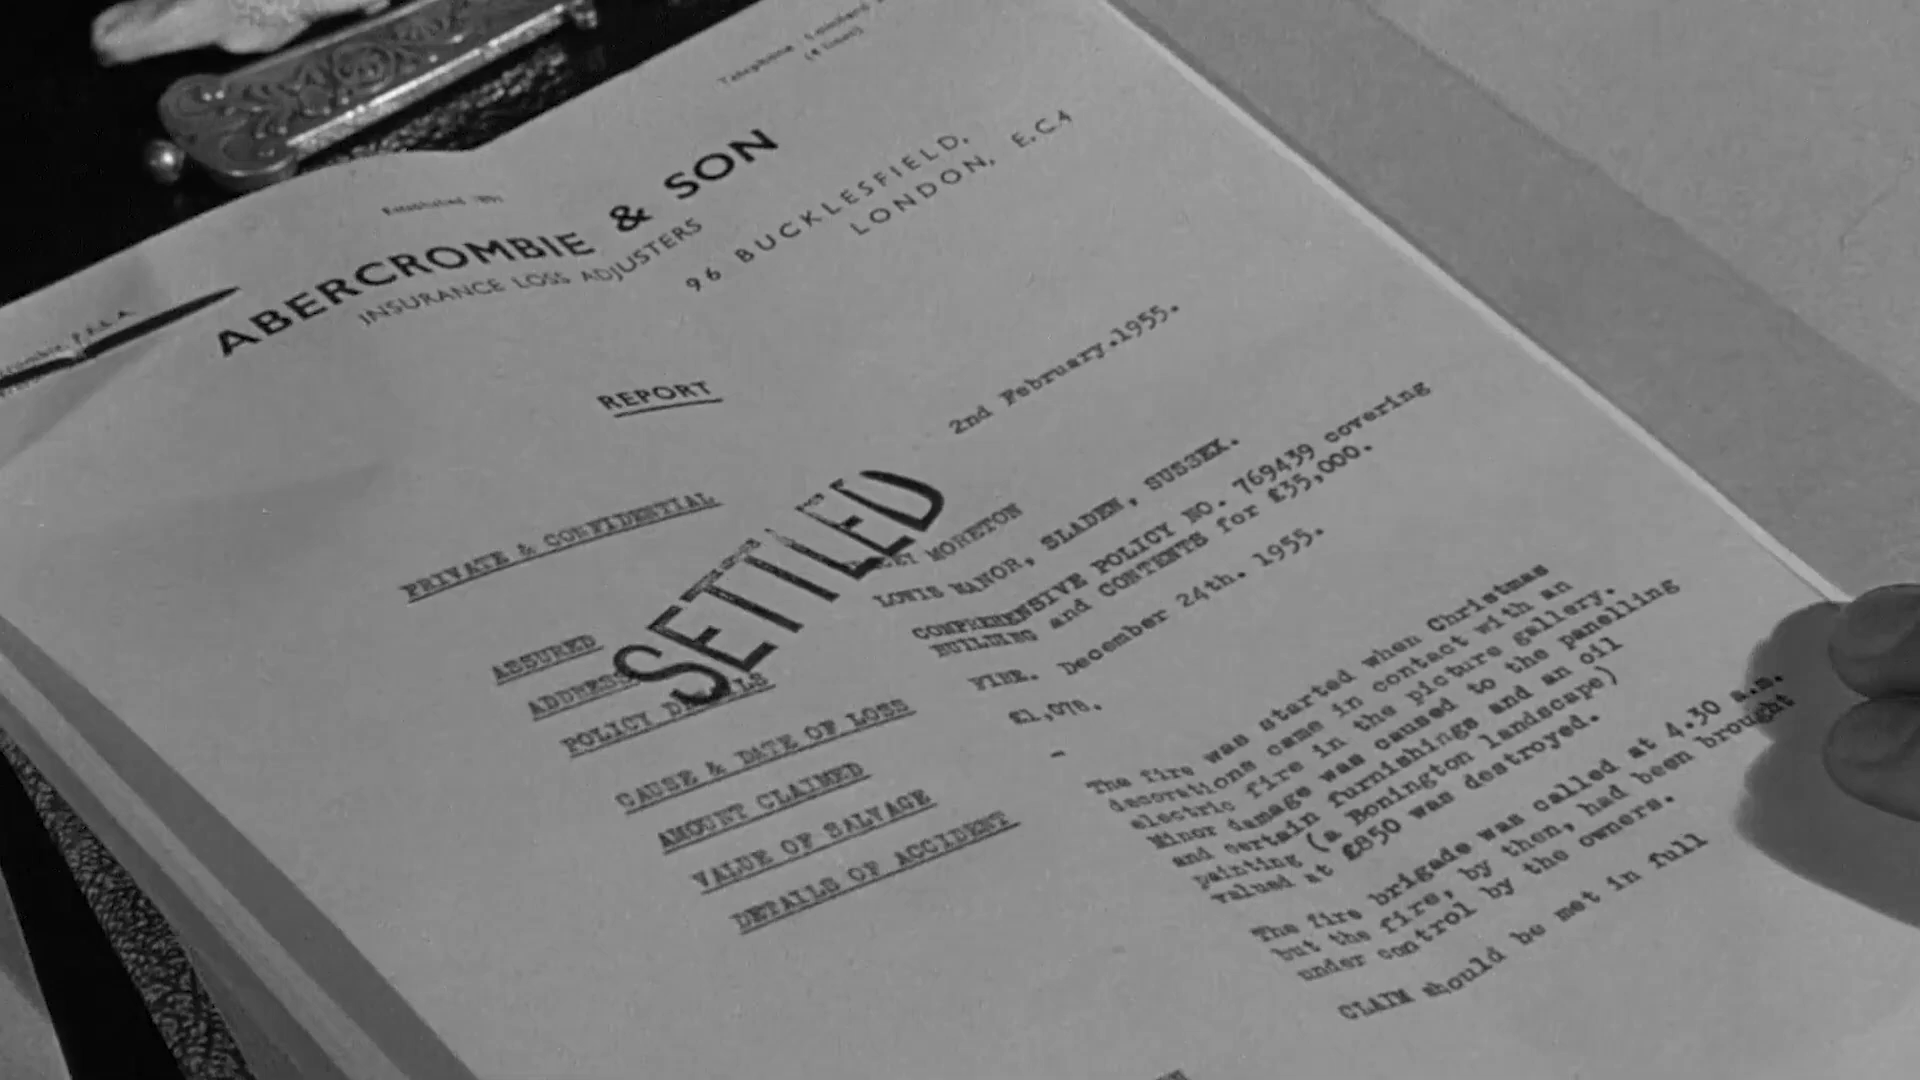 ABERCROMBIE & SON
INSURANCE LOSS ADJUSTERS
96 BUCKLESFIELD,
LONDON, E.C.4
REPORT
2nd February.1955.
PRIVATE & CONFIDENTIAL
SETTLED
ASSURED MORETON
ADDRESS LOWIS MANOR, SLADEN, SUSSEX.
POLICY COMPREHENSIVE POLICY NO. 769439 covering
BUILDING and CONTENTS for £35,000.
CAUSE & DATE OF LOSS FIRE. December 24th. 1955.
AMOUNT CLAIMED £1,078.
VALUE OF SALVAGE -
DETAILS OF ACCIDENT The fire was started when Christmas
decorations came in contact with an
electric fire in the picture gallery.
Minor damage was caused to the panelling
and certain furnishings and an oil
painting (a Bonington landscape)
valued at £850 was destroyed.
The fire brigade was called at 4.30 a.m.
but the fire, by then, had been brought
under control by the owners.
CLAIM should be met in full